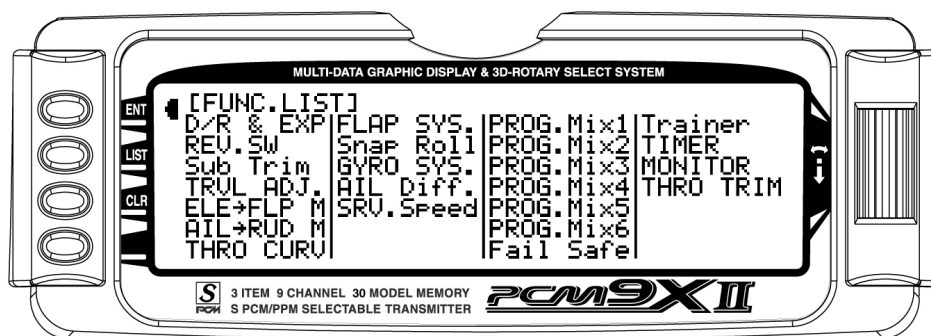 MULTI-DATA GRAPHIC DISPLAY & 3D-ROTARY SELECT SYSTEM
ENT
LIST
CLR
[FUNC.LIST]
D/R & EXP|FLAP SYS.|PROG.Mix1|Trainer
REV.SW |Snap Roll|PROG.Mix2|TIMER
Sub Trim |GYRO SYS.|PROG.Mix3|MONITOR
TRVL ADJ.|AIL Diff.|PROG.Mix4|THRO TRIM
ELE→FLP M|SRV.Speed|PROG.Mix5|
AIL→RUD M| |PROG.Mix6|
THRO CURV| |Fail Safe|
S PCM
3 ITEM 9 CHANNEL 30 MODEL MEMORY
S PCM/PPM SELECTABLE TRANSMITTER
PCM9X II